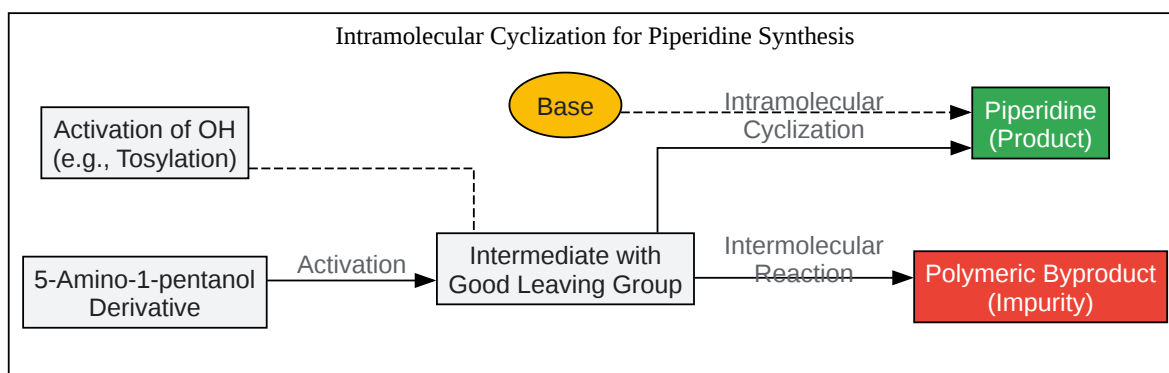 Intramolecular Cyclization for Piperidine Synthesis
Base
Intramolecular
Cyclization
Piperidine
(Product)
Activation of OH
(e.g., Tosylation)
5-Amino-1-pentanol
Derivative
Activation
Intermediate with
Good Leaving Group
Intermolecular
Reaction
Polymeric Byproduct
(Impurity)